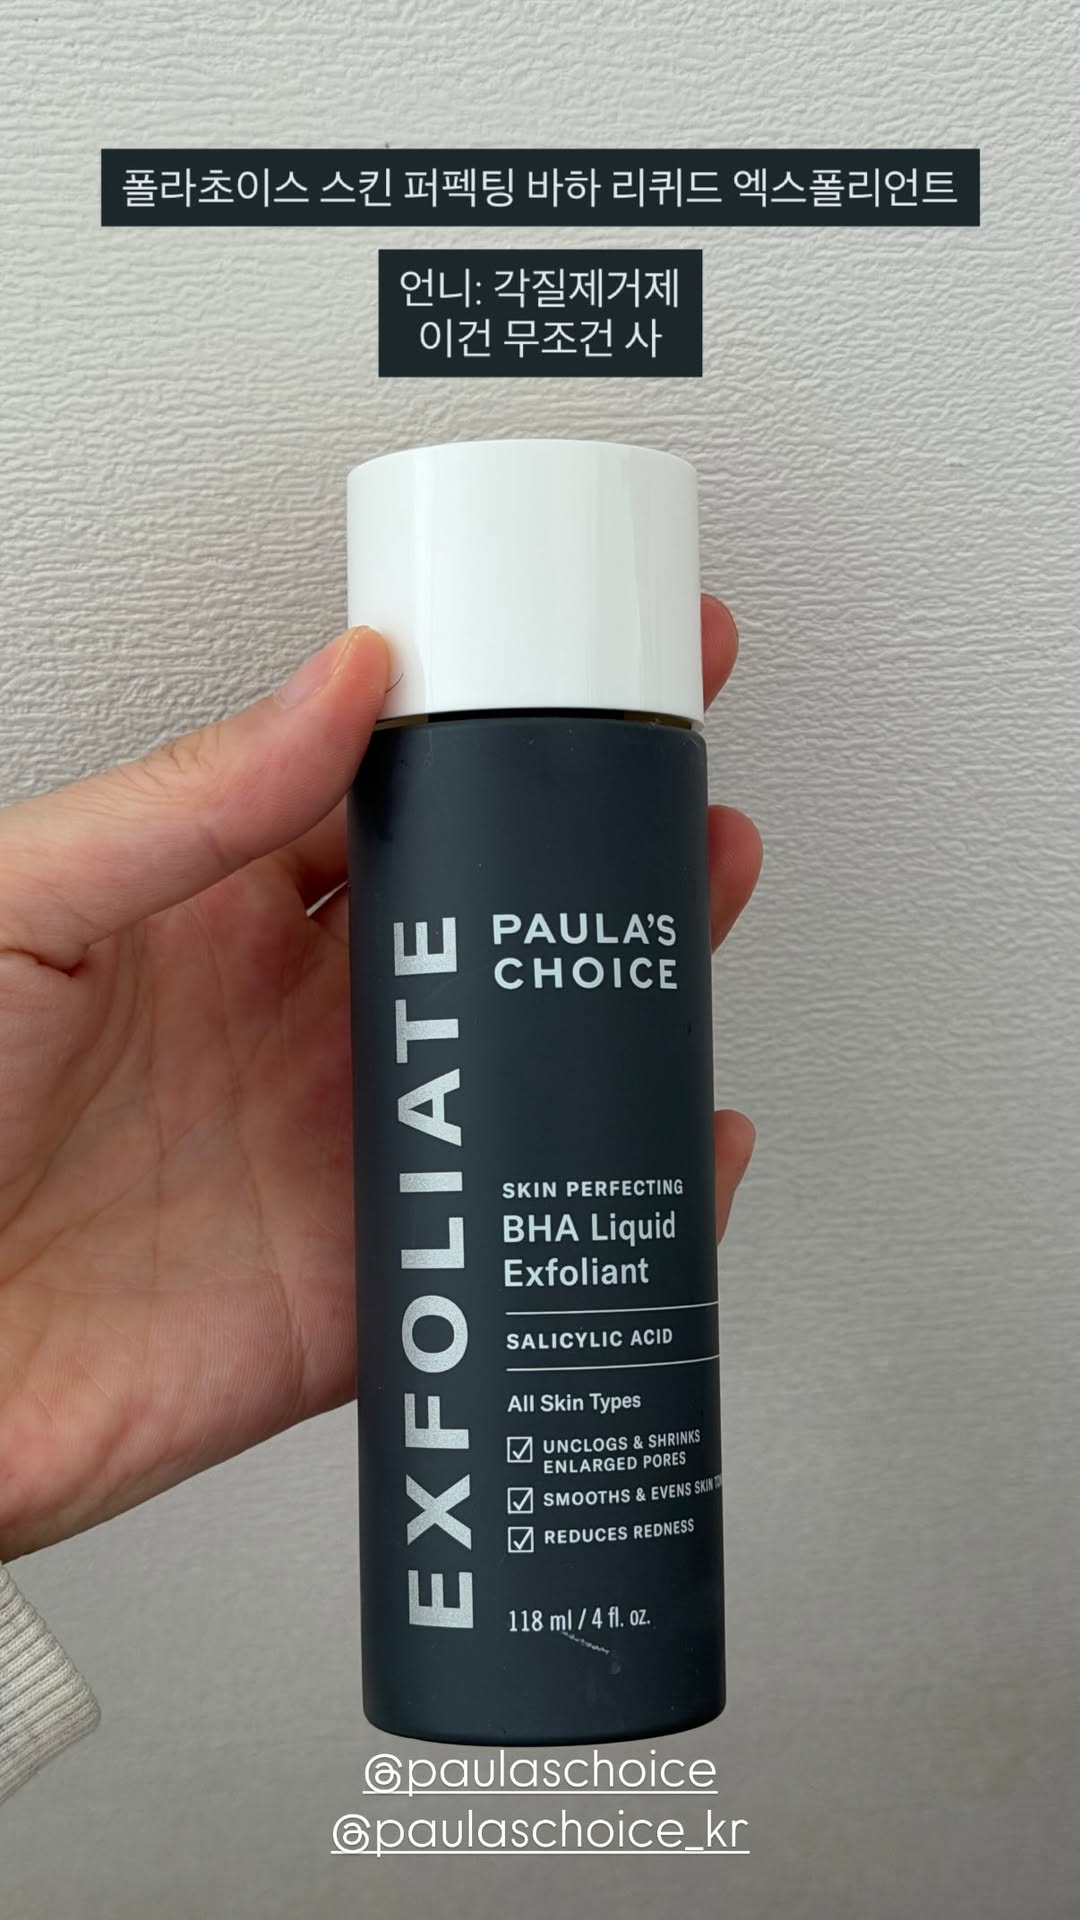 폴라초이스 스킨 퍼펙팅 바하 리퀴드 엑스폴리언트
언니: 각질제거제
이건 무조건 사
EXFOLIATE
PAULA'S
CHOICE
SKIN PERFECTING
BHA Liquid
Exfoliant
SALICYLIC ACID
All Skin Types
UNCLOGS & SHRINKS
ENLARGED PORES
SMOOTHS & EVENS SKIN
REDUCES REDNESS
118 ml / 4 fl. oz.
@paulaschoice
@paulaschoice_kr